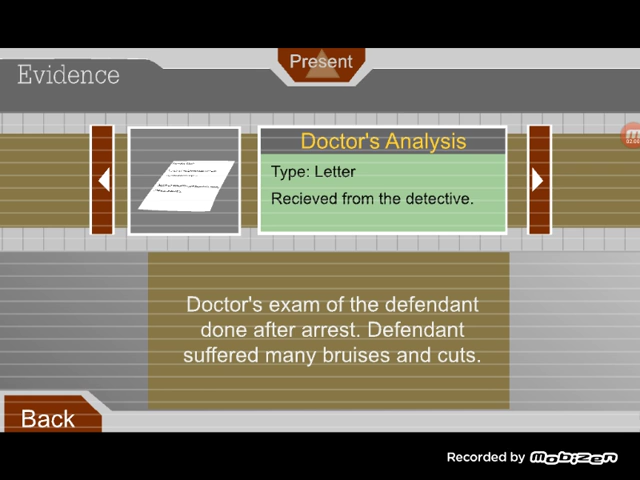 Present
Evidence
Doctor's Analysis
Type: Letter
Recieved from the detective.
Doctor's exam of the defendant
done after arrest. Defendant
suffered many bruises and cuts.
Back
Recorded by Mobizen